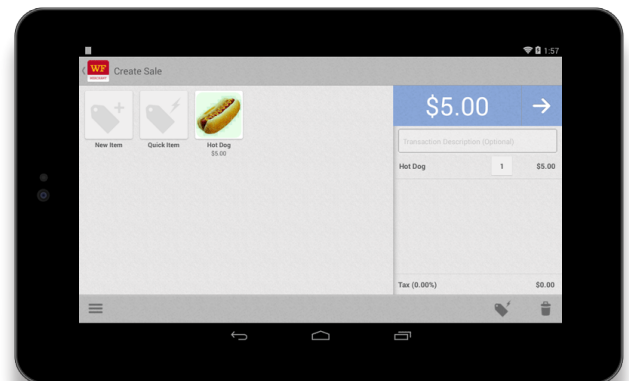 1:57
WF
Create Sale
$5.00
New Item
Quick Item
Hot Dog
$5.00
Transaction Description (Optional)
Hot Dog 1 $5.00
Tax (0.00%) $0.00